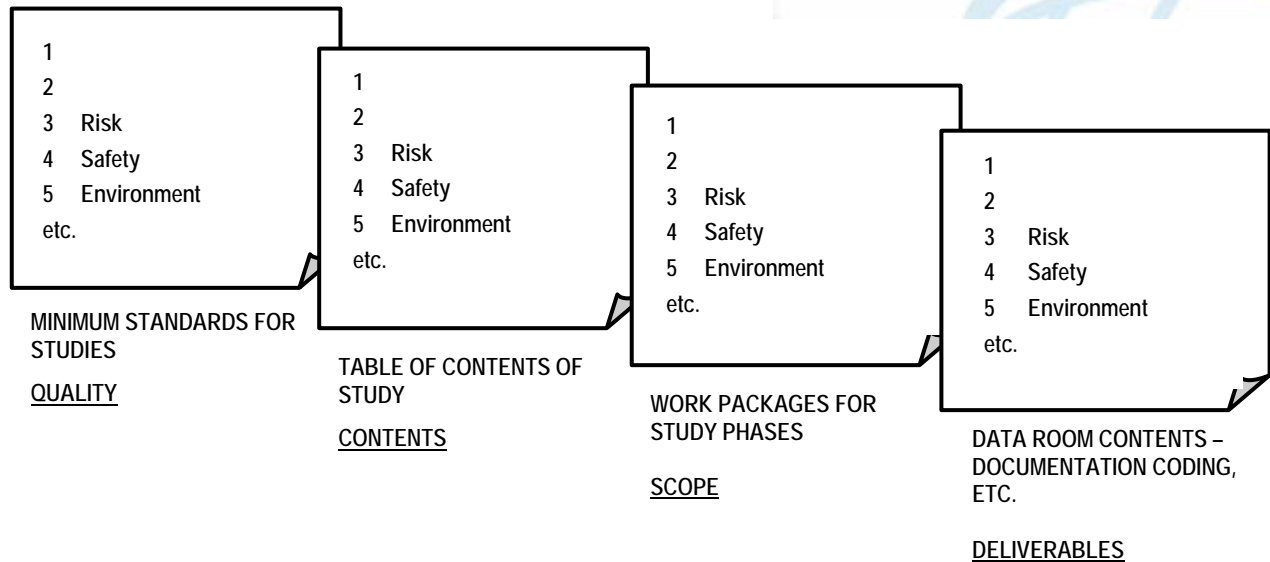 1
2
3 Risk
4 Safety
5 Environment
etc.
MINIMUM STANDARDS FOR
STUDIES
QUALITY
1
2
3 Risk
4 Safety
5 Environment
etc.
TABLE OF CONTENTS OF
STUDY
CONTENTS
1
2
3 Risk
4 Safety
5 Environment
etc.
WORK PACKAGES FOR
STUDY PHASES
SCOPE
1
2
3 Risk
4 Safety
5 Environment
etc.
DATA ROOM CONTENTS –
DOCUMENTATION CODING,
ETC.
DELIVERABLES